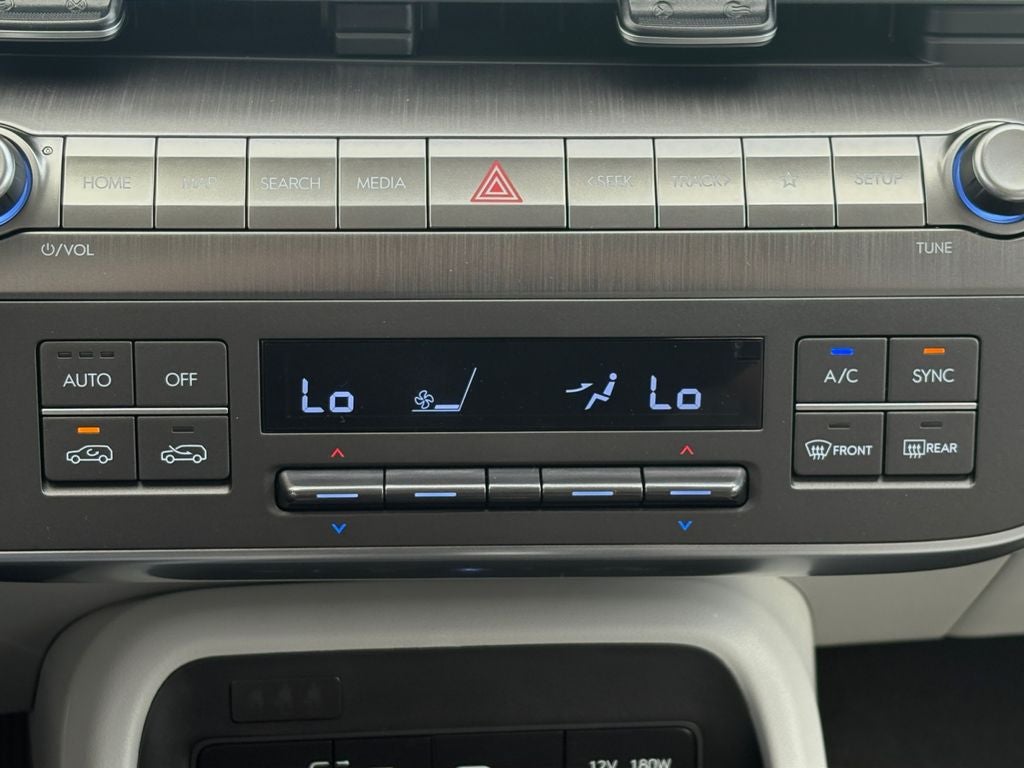 HOME MAP SEARCH MEDIA <SEEK TRACK> SETUP
/VOL TUNE
AUTO OFF Lo Lo A/C SYNC
FRONT REAR
12V 180W